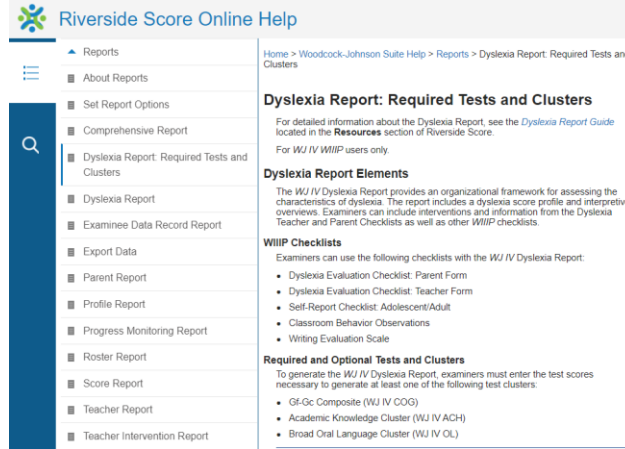 Riverside Score Online Help
Reports
About Reports
Set Report Options
Comprehensive Report
Dyslexia Report: Required Tests and
Clusters
Dyslexia Report
Examinee Data Record Report
Export Data
Parent Report
Profile Report
Progress Monitoring Report
Roster Report
Score Report
Teacher Report
Teacher Intervention Report
Home > Woodcock-Johnson Suite Help > Reports > Dyslexia Report: Required Tests an
Clusters
Dyslexia Report: Required Tests and Clusters
For detailed information about the Dyslexia Report, see the Dyslexia Report Guide
located in the Resources section of Riverside Score.
For WJ IV WIIIP users only.
Dyslexia Report Elements
The WJ IV Dyslexia Report provides an organizational framework for assessing the
characteristics of dyslexia. The report includes a dyslexia score profile and interpretiv
overviews. Examiners can include interventions and information from the Dyslexia
Teacher and Parent Checklists as well as other WIIIP checklists.
WIIIP Checklists
Examiners can use the following checklists with the WJ IV Dyslexia Report:
• Dyslexia Evaluation Checklist: Parent Form
• Dyslexia Evaluation Checklist: Teacher Form
• Self-Report Checklist: Adolescent/Adult
• Classroom Behavior Observations
• Writing Evaluation Scale
Required and Optional Tests and Clusters
To generate the WJ IV Dyslexia Report, examiners must enter the test scores
necessary to generate at least one of the following test clusters:
• Gf-Gc Composite (WJ IV COG)
• Academic Knowledge Cluster (WJ IV ACH)
• Broad Oral Language Cluster (WJ IV OL)